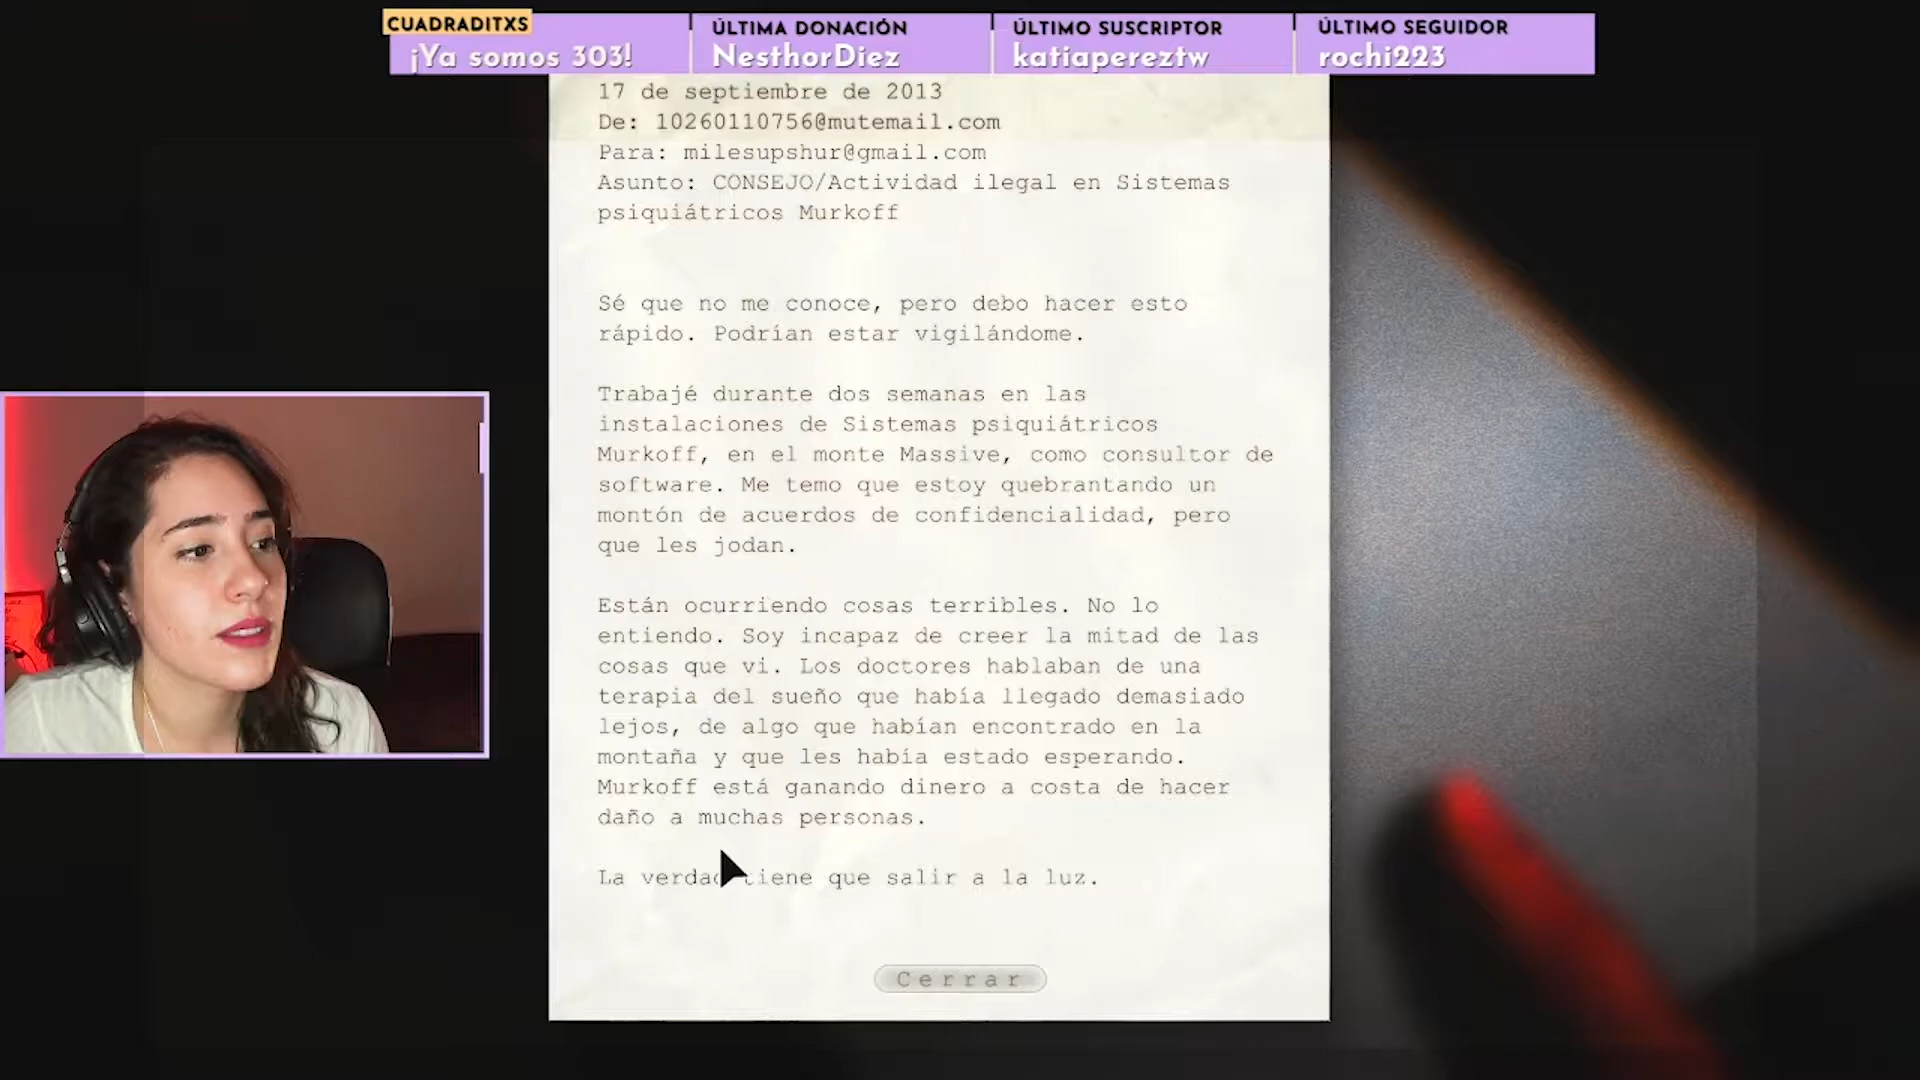 CUADRADITXS
¡Ya somos 303!
ÚLTIMA DONACIÓN
NesthorDiez
ÚLTIMO SUSCRIPTOR
katiapereztw
ÚLTIMO SEGUIDOR
rochi223
17 de septiembre de 2013
De: 10260110756@mutemail.com
Para: milesupshur@gmail.com
Asunto: CONSEJO/Actividad ilegal en Sistemas
psiquiátricos Murkoff
Sé que no me conoce, pero debo hacer esto
rápido. Podrían estar vigilándome.
Trabajé durante dos semanas en las
instalaciones de Sistemas psiquiátricos
Murkoff, en el monte Massive, como consultor de
software. Me temo que estoy quebrantando un
montón de acuerdos de confidencialidad, pero
que les jodan.
Están ocurriendo cosas terribles. No lo
entiendo. Soy incapaz de creer la mitad de las
cosas que vi. Los doctores hablaban de una
terapia del sueño que había llegado demasiado
lejos, de algo que habían encontrado en la
montaña y que les había estado esperando.
Murkoff está ganando dinero a costa de hacer
daño a muchas personas.
La verdad tiene que salir a la luz.
Cerrar